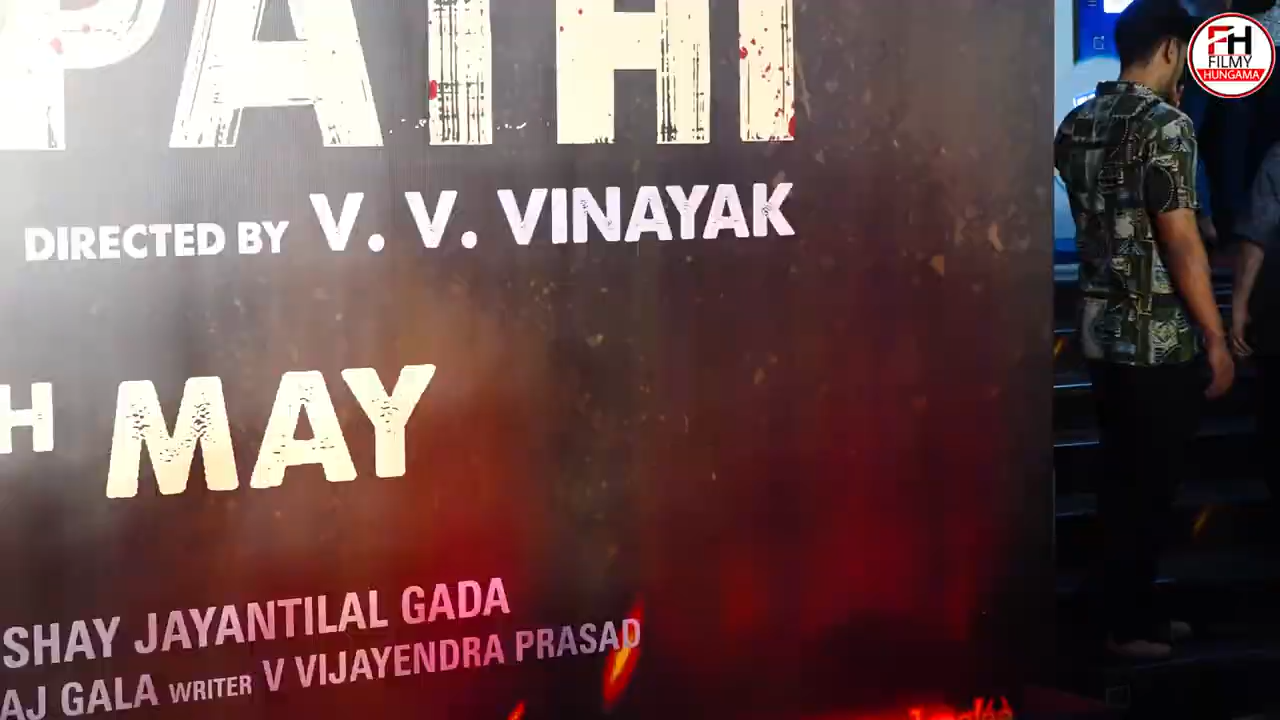 PATHI
DIRECTED BY V. V. VINAYAK
H MAY
SHAY JAYANTILAL GADA
AJ GALA WRITER V VIJAYENDRA PRASAD
FH
FILMY
HUNGAMA